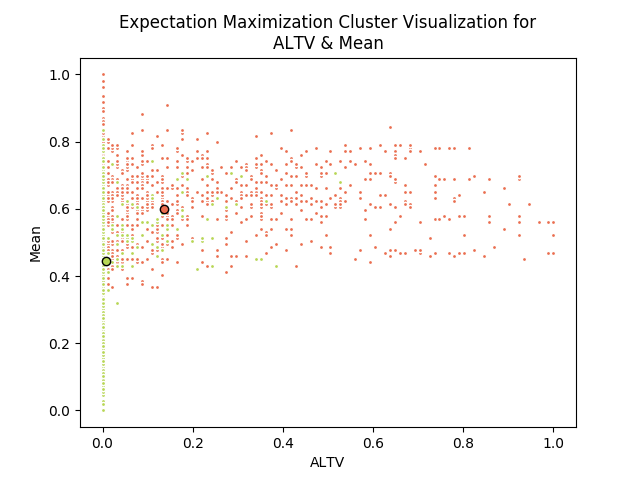 Expectation Maximization Cluster Visualization for
ALTV & Mean
1.0
0.8
0.6
0.4
0.2
0.0
Mean
0.0 0.2 0.4 0.6 0.8 1.0
ALTV